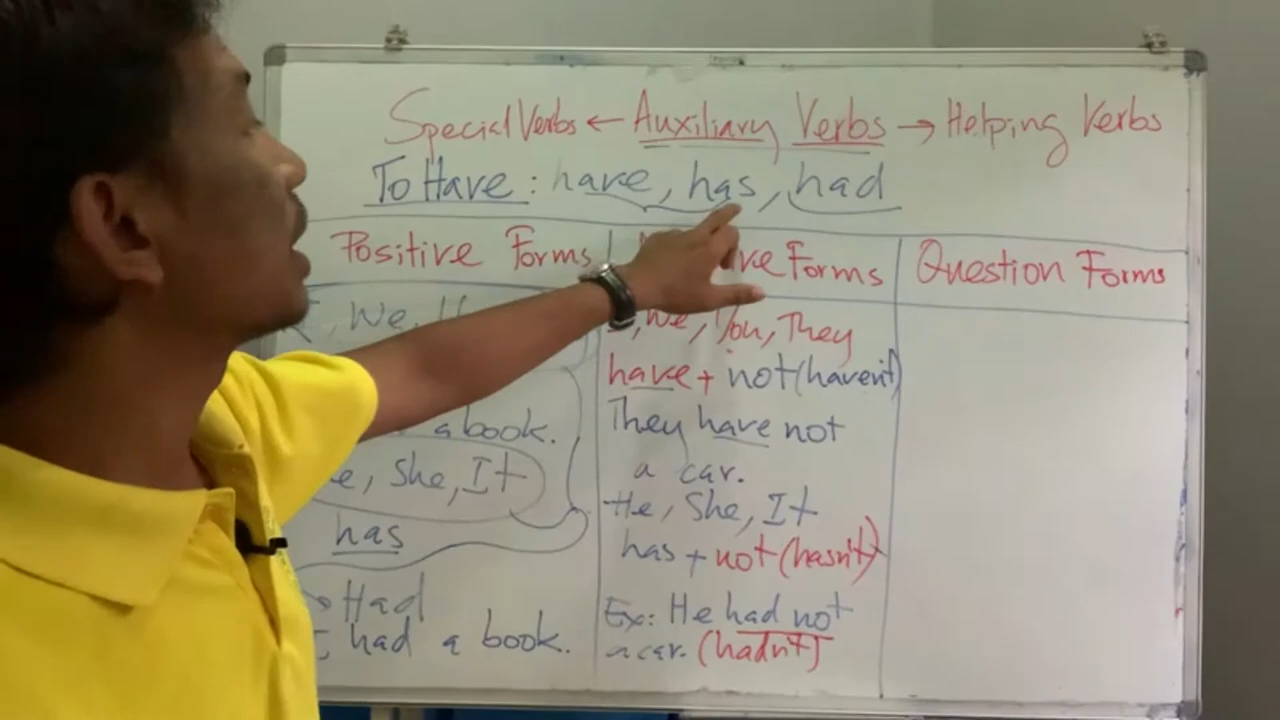 Special Verbs ← Auxiliary Verbs → Helping Verbs
To Have: have, has, had
Positive Forms
We,
a book.
She, It
has
Had
had a book.
ve Forms
I, We, You, They
have + not (haven't)
They have not
a car.
He, She, It
has + not (hasn't)
Ex: He had not
a car. (hadn't)
Question Forms